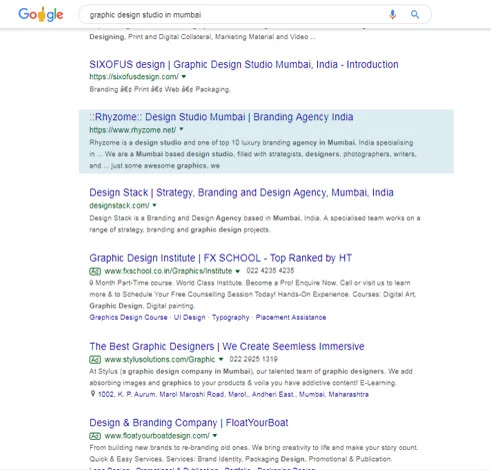 Google
graphic design studio in mumbai
Designing, Print and Digital Collateral, Marketing Material and Video ...
SIXOFUS design | Graphic Design Studio Mumbai, India - Introduction
https://sixofusdesign.com/
Branding â€¢ Print â€¢ Web â€¢ Packaging.
::Rhyzome:: Design Studio Mumbai | Branding Agency India
https://www.rhyzome.net/
Rhyzome is a design studio and one of top 10 luxury branding agency in Mumbai, India specialising
in ... We are a Mumbai based design studio, filled with strategists, designers, photographers, writers,
and ... just some awesome graphics, we
Design Stack | Strategy, Branding and Design Agency, Mumbai, India
designstack.com/
Design Stack is a Branding and Design Agency based in Mumbai, India. A specialised team works on a
range of strategy, branding and graphic design projects.
Graphic Design Institute | FX SCHOOL - Top Ranked by HT
Ad www.fxschool.co.in/Graphics/Institute 022 4235 4235
9 Month Part-Time course. World Class Institute. Become a Pro! Enquire Now. Call or visit us to learn
more & to Schedule Your Free Counselling Session Today! Hands-On Experience. Courses: Digital Art,
Graphic Design, Digital painting.
Graphics Design Course · UI Design · Typography · Placement Assistance
The Best Graphic Designers | We Create Seemless Immersive
Ad www.stylusolutions.com/Graphic 022 2925 1319
At Stylus (a graphic design company in Mumbai), our talented team of graphic designers. We add
absorbing images and graphics to your products & voila you have addictive content! E-Learning.
1002, K. P. Aurum, Marol Maroshi Road, Marol,, Andheri East., Mumbai, Maharashtra
Design & Branding Company | FloatYourBoat
Ad www.floatyourboatdesign.com/
From building new brands to re-branding old ones. We bring creativity to life and make your story count.
Quick & Easy Services. Services: Brand Identity, Packaging Design, Promotional & Publication.
Logo Design · Promotional & Publication · Portfolio · Packaging Design